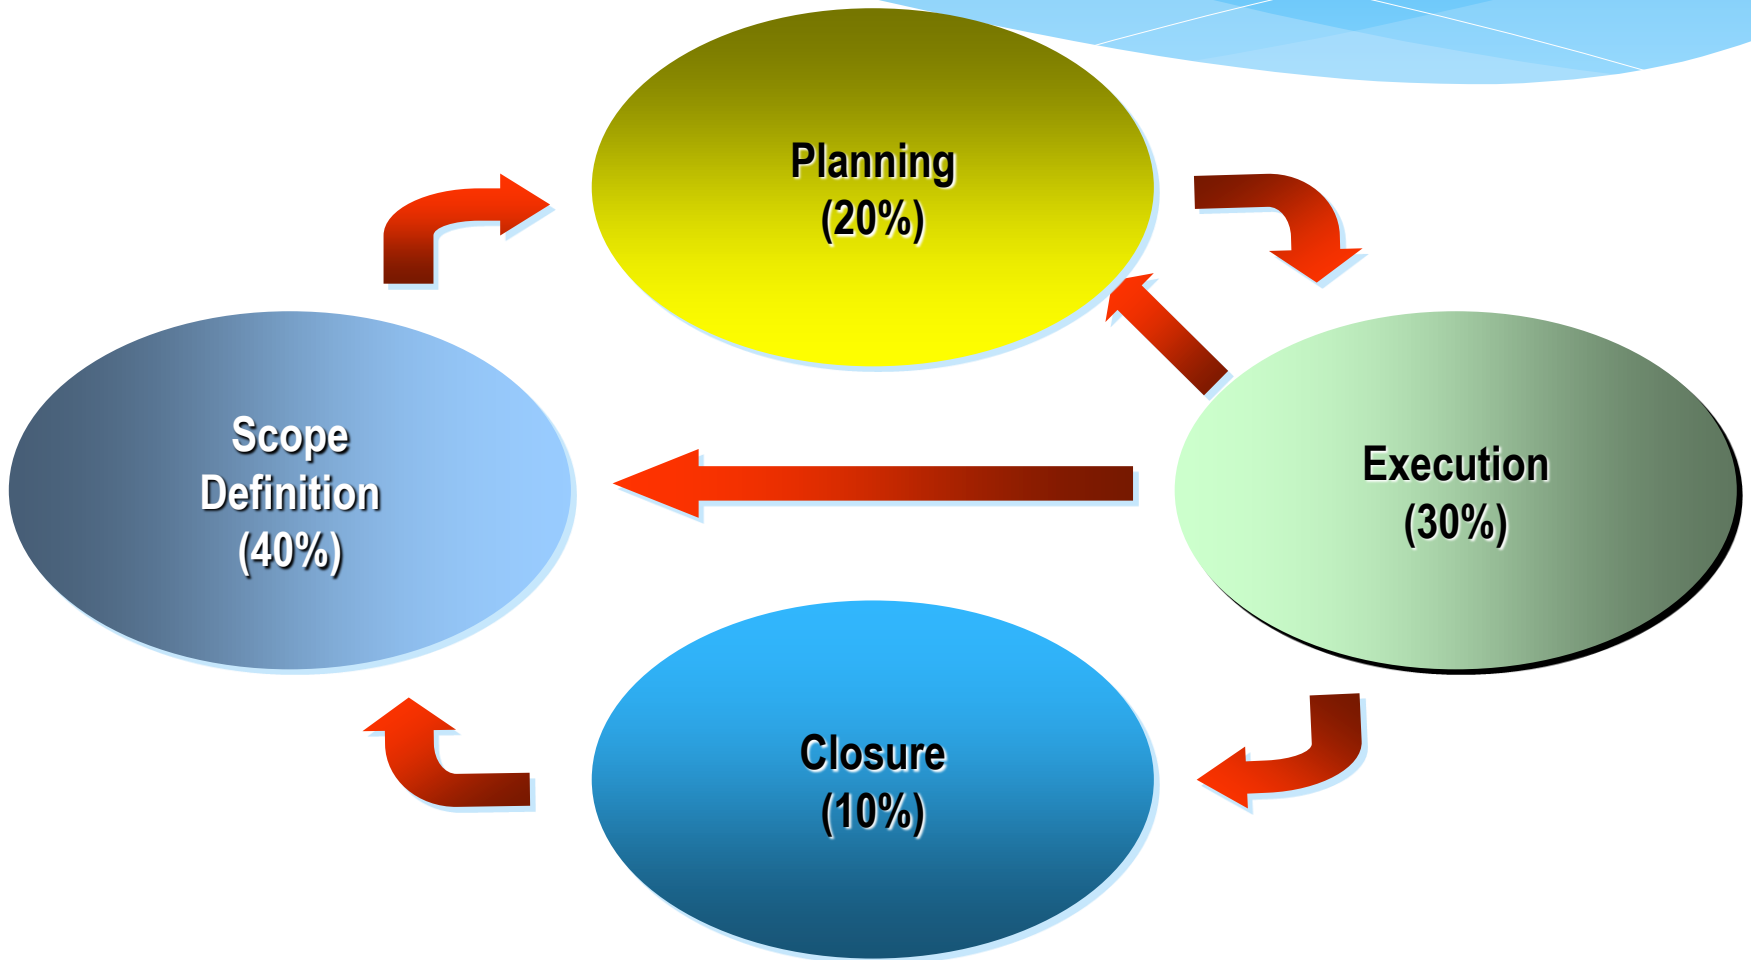 Planning
(20%)
Scope
Definition
(40%)
Execution
(30%)
Closure
(10%)